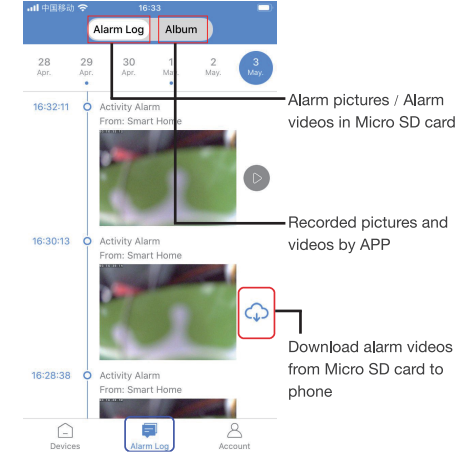 中国移动
16:33
Alarm Log
Album
28
Apr.
29
Apr.
30
Apr.
1
May.
2
May.
3
May.
16:32:11
Activity Alarm
From: Smart Home
Alarm pictures / Alarm
videos in Micro SD card
Recorded pictures and
videos by APP
16:30:13
Activity Alarm
From: Smart Home
Download alarm videos
from Micro SD card to
phone
16:28:38
Activity Alarm
From: Smart Home
Devices
Alarm Log
Account